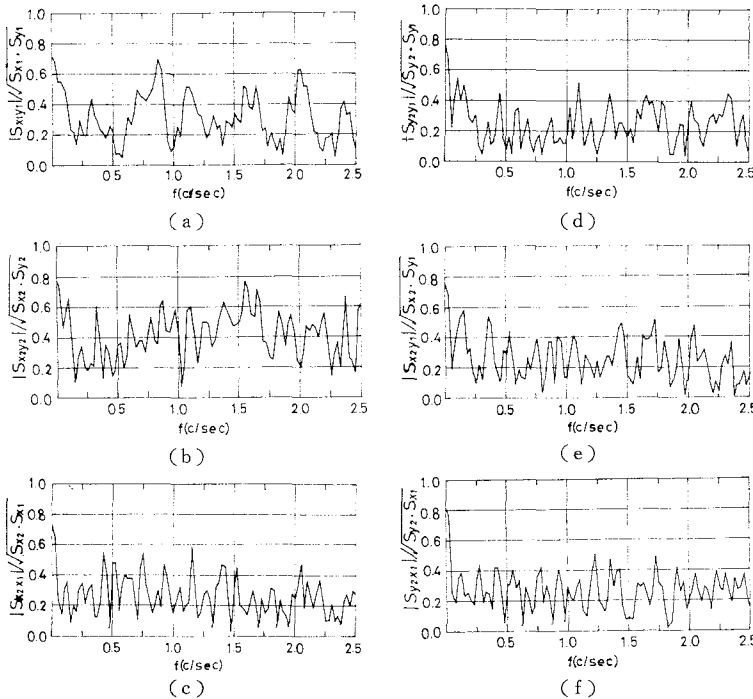 |Sx1y1|/√Sx1·Sy1
1.0
0.8
0.6
0.4
0.2
0.0
0.5 1.0 1.5 2.0 2.5
f(c/sec)
(a)
|Sx2y2|/√Sx2·Sy2
1.0
0.8
0.6
0.4
0.2
0.0
0.5 1.0 1.5 2.0 2.5
f(c/sec)
(b)
|Sx2x1|/√Sx2·Sx1
1.0
0.8
0.6
0.4
0.2
0.0
0.5 1.0 1.5 2.0 2.5
f(c/sec)
(c)
|Sy2y1|/√Sy2·Sy1
1.0
0.8
0.6
0.4
0.2
0.0
0.5 1.0 1.5 2.0 2.5
f(c/sec)
(d)
|Sx2y1|/√Sx2·Sy1
1.0
0.8
0.6
0.4
0.2
0.0
0.5 1.0 1.5 2.0 2.5
f(c/sec)
(e)
|Sy2x1|/√Sy2·Sx1
1.0
0.8
0.6
0.4
0.2
0.0
0.5 1.0 1.5 2.0 2.5
f(c/sec)
(f)